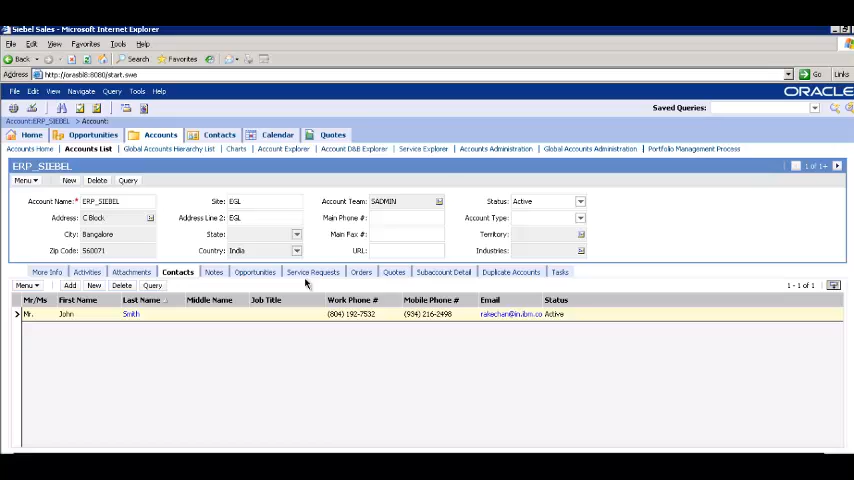 Siebel Sales - Microsoft Internet Explorer
File Edit View Favorites Tools Help
Back Search Favorites
Address http://orasbi8:8080/start.swe Go Links
File Edit View Navigate Query Tools Help ORACLE
Saved Queries:
Account:ERP_SIEBEL > Account:
Home Opportunities Accounts Contacts Calendar Quotes
Accounts Home Accounts List Global Accounts Hierarchy List Charts Account Explorer Account D&B Explorer Service Explorer Accounts Administration Global Accounts Administration Portfolio Management Process
ERP_SIEBEL 1 of 1+
Menu New Delete Query
Account Name:* ERP_SIEBEL Site: EGL Account Team: SADMIN Status: Active
Address: C Block Address Line 2: EGL Main Phone #: Account Type:
City: Bangalore State: Main Fax #: Territory:
Zip Code: 560071 Country: India URL: Industries:
More Info Activities Attachments Contacts Notes Opportunities Service Requests Orders Quotes Subaccount Detail Duplicate Accounts Tasks
Menu Add New Delete Query 1 - 1 of 1
Mr/Ms First Name Last Name Middle Name Job Title Work Phone # Mobile Phone # Email Status
Mr. John Smith (804) 192-7532 (934) 216-2498 rakechan@in.ibm.co Active